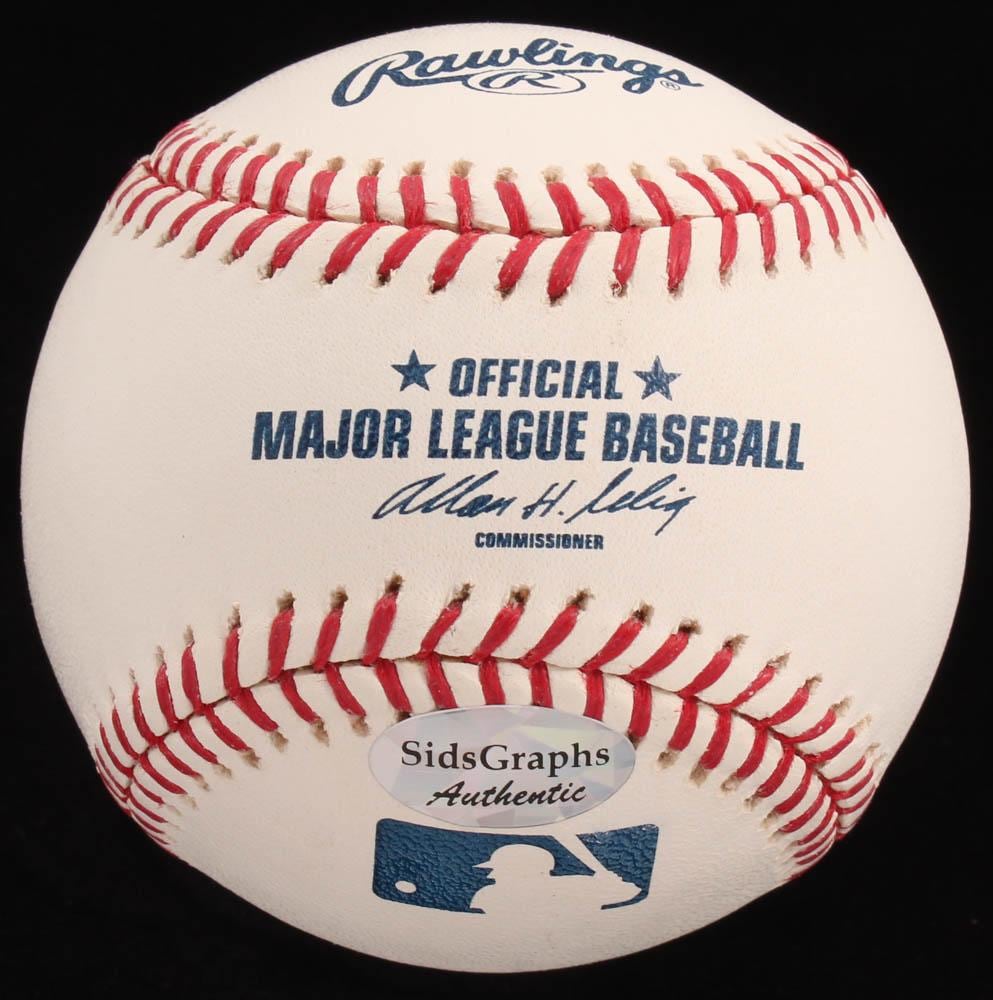 Rawlings®
R
★ OFFICIAL ★
MAJOR LEAGUE BASEBALL
Allan H. Selig
COMMISSIONER
SidsGraphs
Authentic